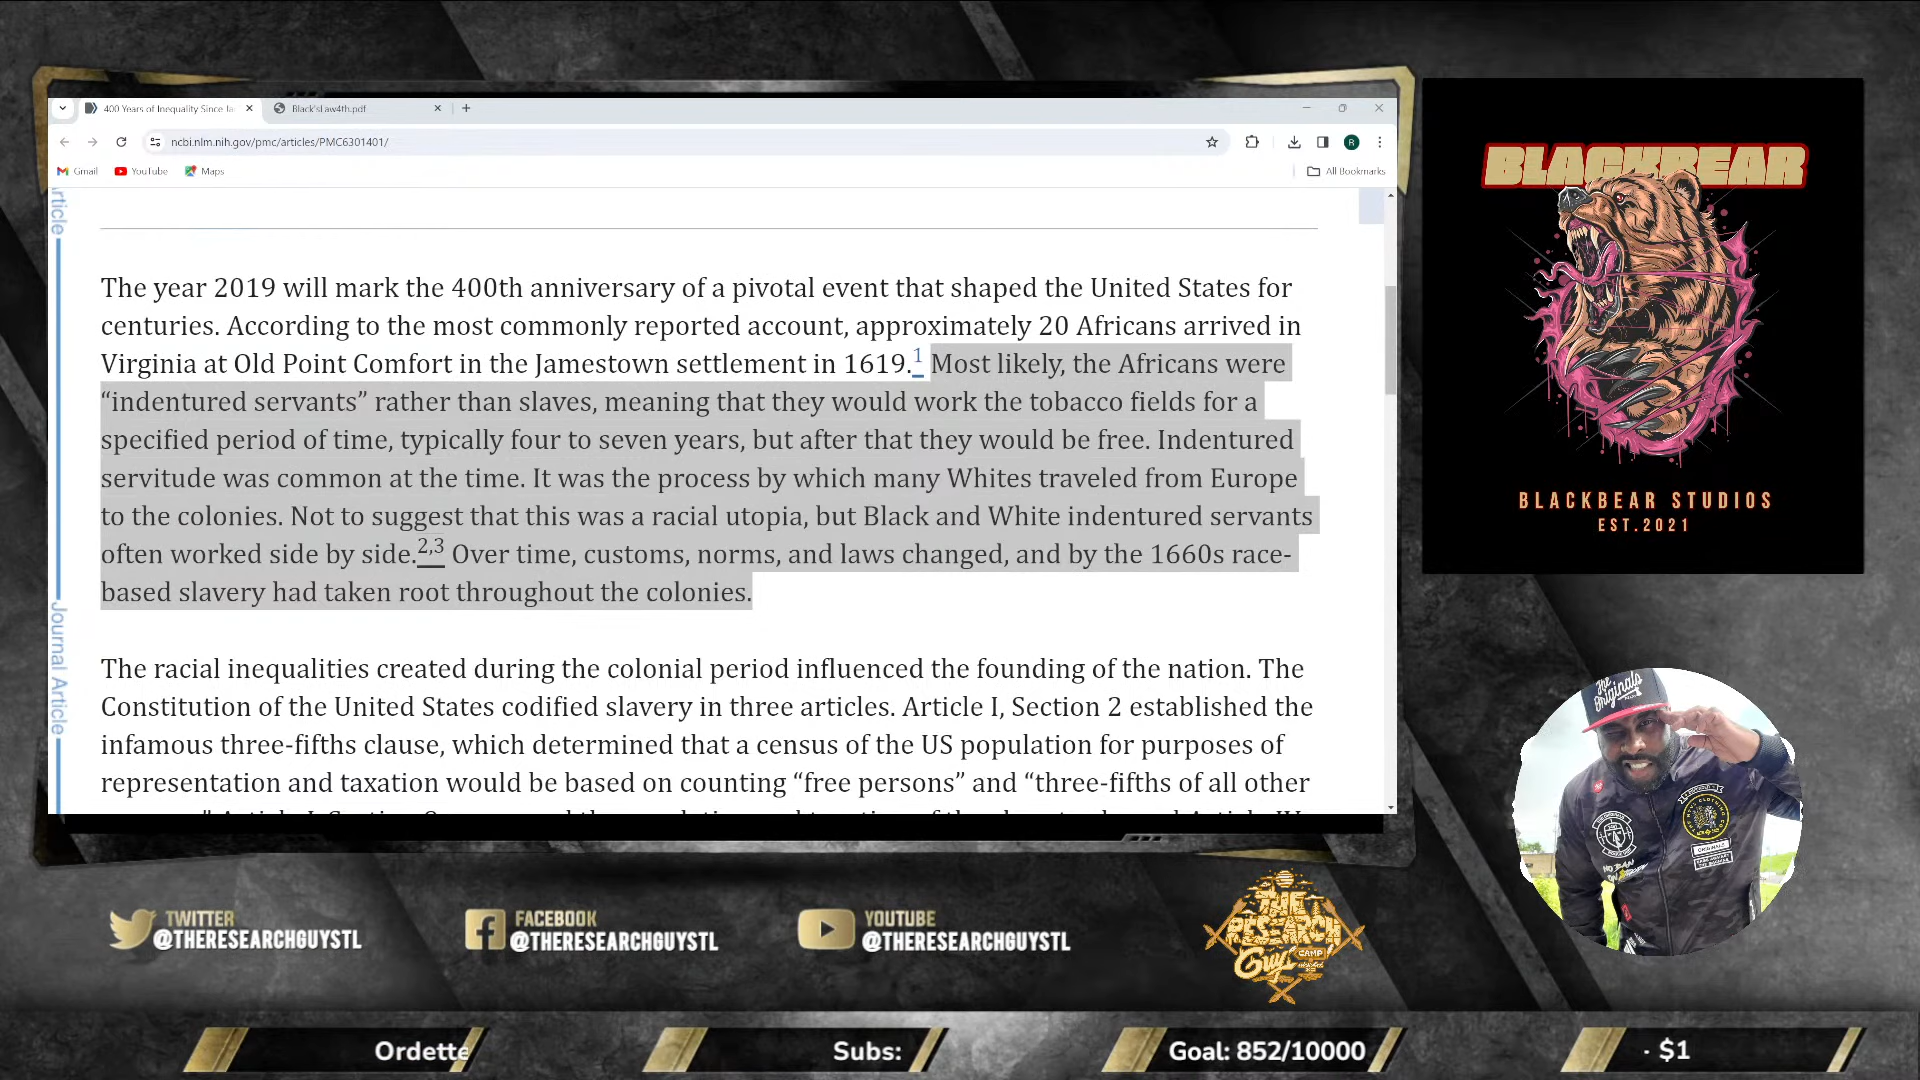 400 Years of Inequality Since Ja
Black'sLaw4th.pdf
ncbi.nlm.nih.gov/pmc/articles/PMC6301401/
R
Gmail
YouTube
Maps
All Bookmarks
rticle
Journal Article
The year 2019 will mark the 400th anniversary of a pivotal event that shaped the United States for
centuries. According to the most commonly reported account, approximately 20 Africans arrived in
Virginia at Old Point Comfort in the Jamestown settlement in 1619.1 Most likely, the Africans were
“indentured servants” rather than slaves, meaning that they would work the tobacco fields for a
specified period of time, typically four to seven years, but after that they would be free. Indentured
servitude was common at the time. It was the process by which many Whites traveled from Europe
to the colonies. Not to suggest that this was a racial utopia, but Black and White indentured servants
often worked side by side.2,3 Over time, customs, norms, and laws changed, and by the 1660s race-
based slavery had taken root throughout the colonies.
The racial inequalities created during the colonial period influenced the founding of the nation. The
Constitution of the United States codified slavery in three articles. Article I, Section 2 established the
infamous three-fifths clause, which determined that a census of the US population for purposes of
representation and taxation would be based on counting “free persons” and “three-fifths of all other
BLACKBEAR
BLACKBEAR STUDIOS
EST.2021
The
Originals
TWITTER
@THERESEARCHGUYSTL
FACEBOOK
@THERESEARCHGUYSTL
YOUTUBE
@THERESEARCHGUYSTL
THE
RESEARCH
Guy
CAMP
Ordette
Subs:
Goal: 852/10000
· $1